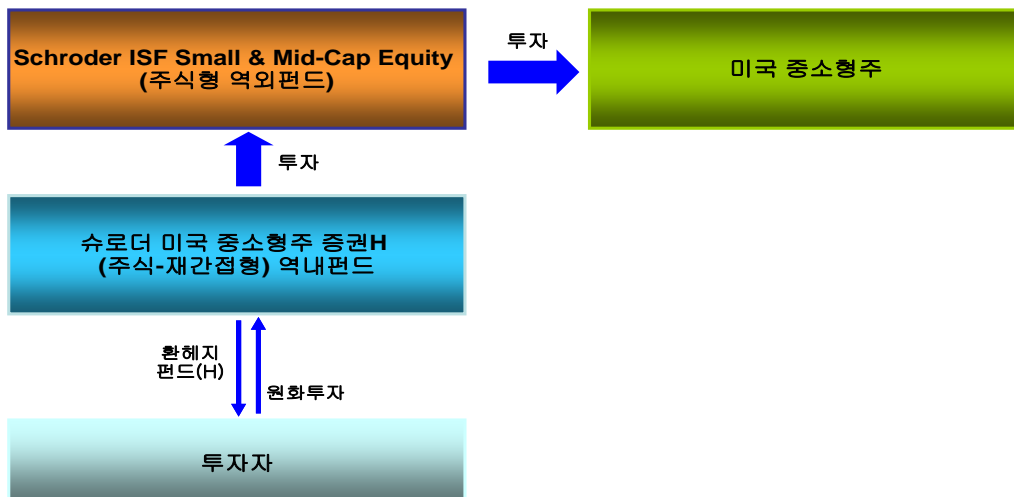 Schroder ISF Small & Mid-Cap Equity
(주식형 역외펀드)
투자
미국 중소형주
투자
슈로더 미국 중소형주 증권H
(주식-재간접형) 역내펀드
환헤지
펀드(H)
원화투자
투자자